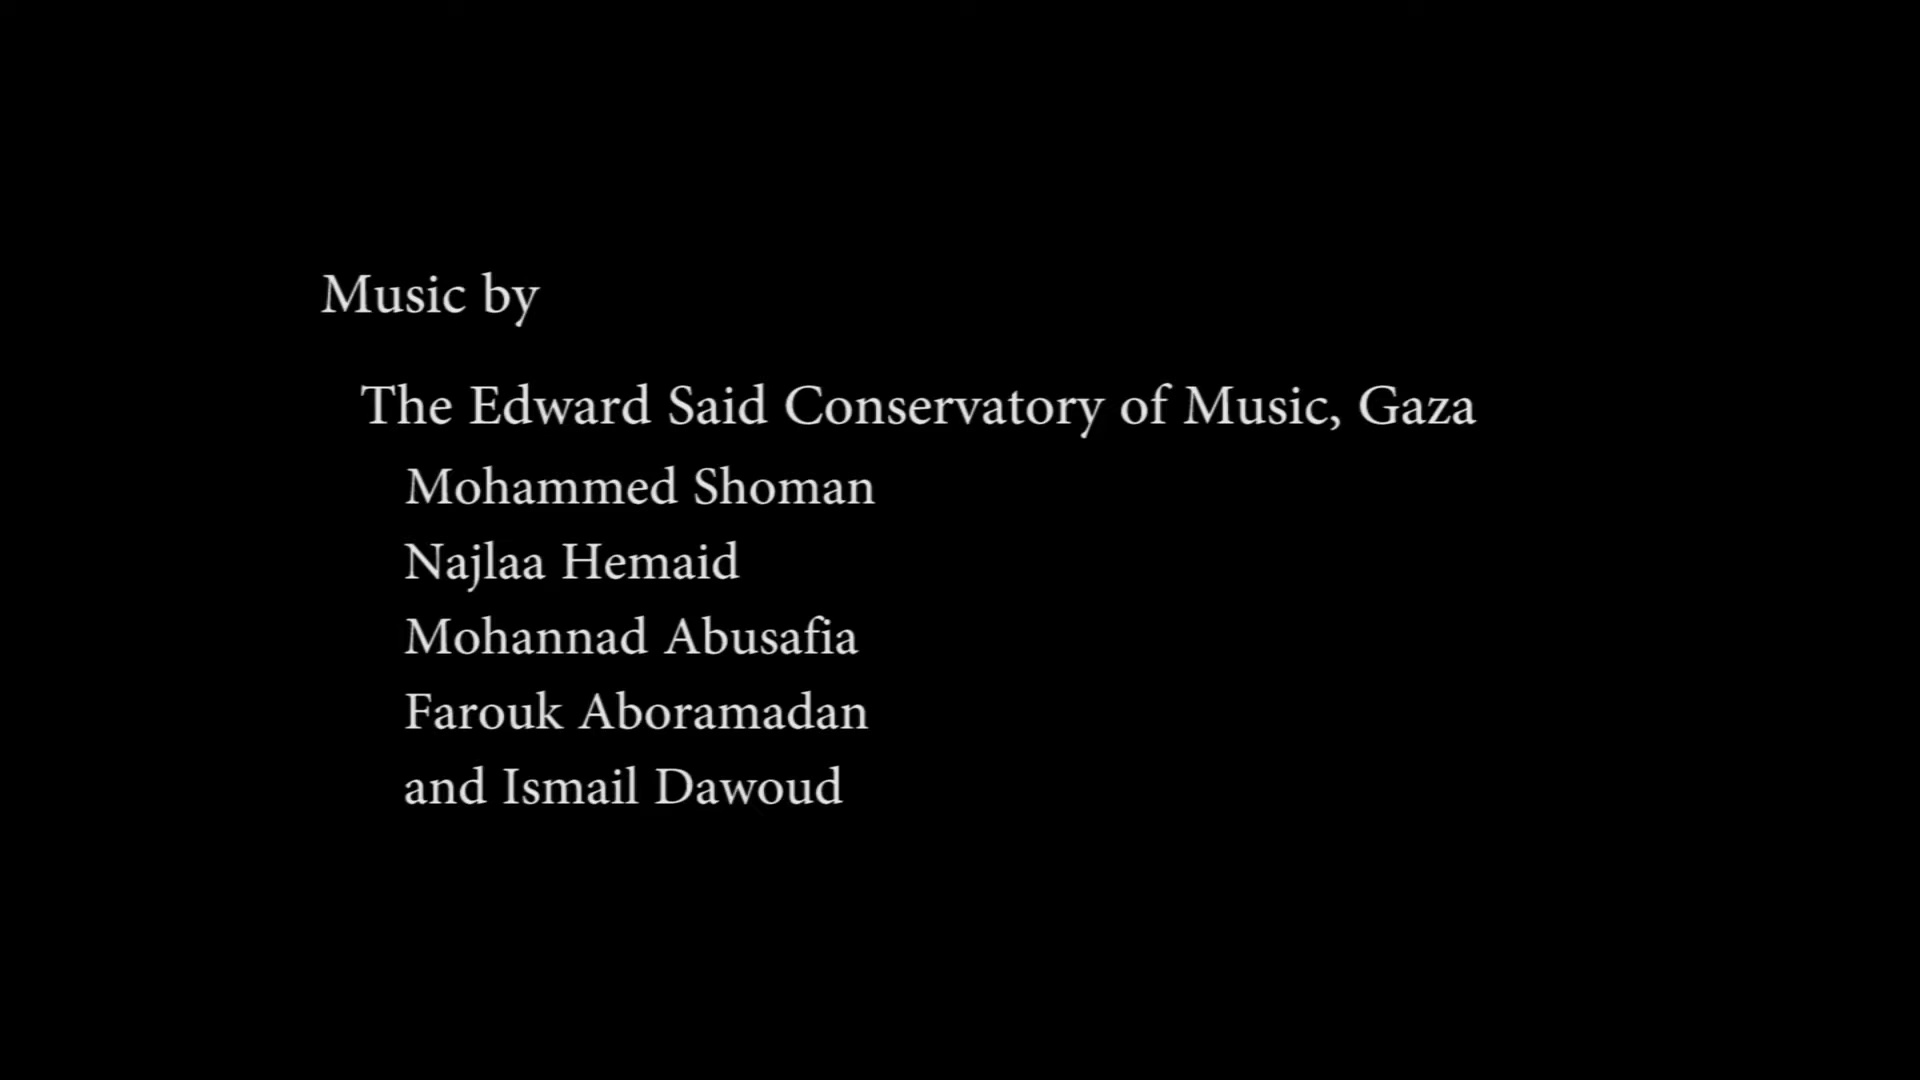 Music by
The Edward Said Conservatory of Music, Gaza
Mohammed Shoman
Najlaa Hemaid
Mohannad Abusafia
Farouk Aboramadan
and Ismail Dawoud